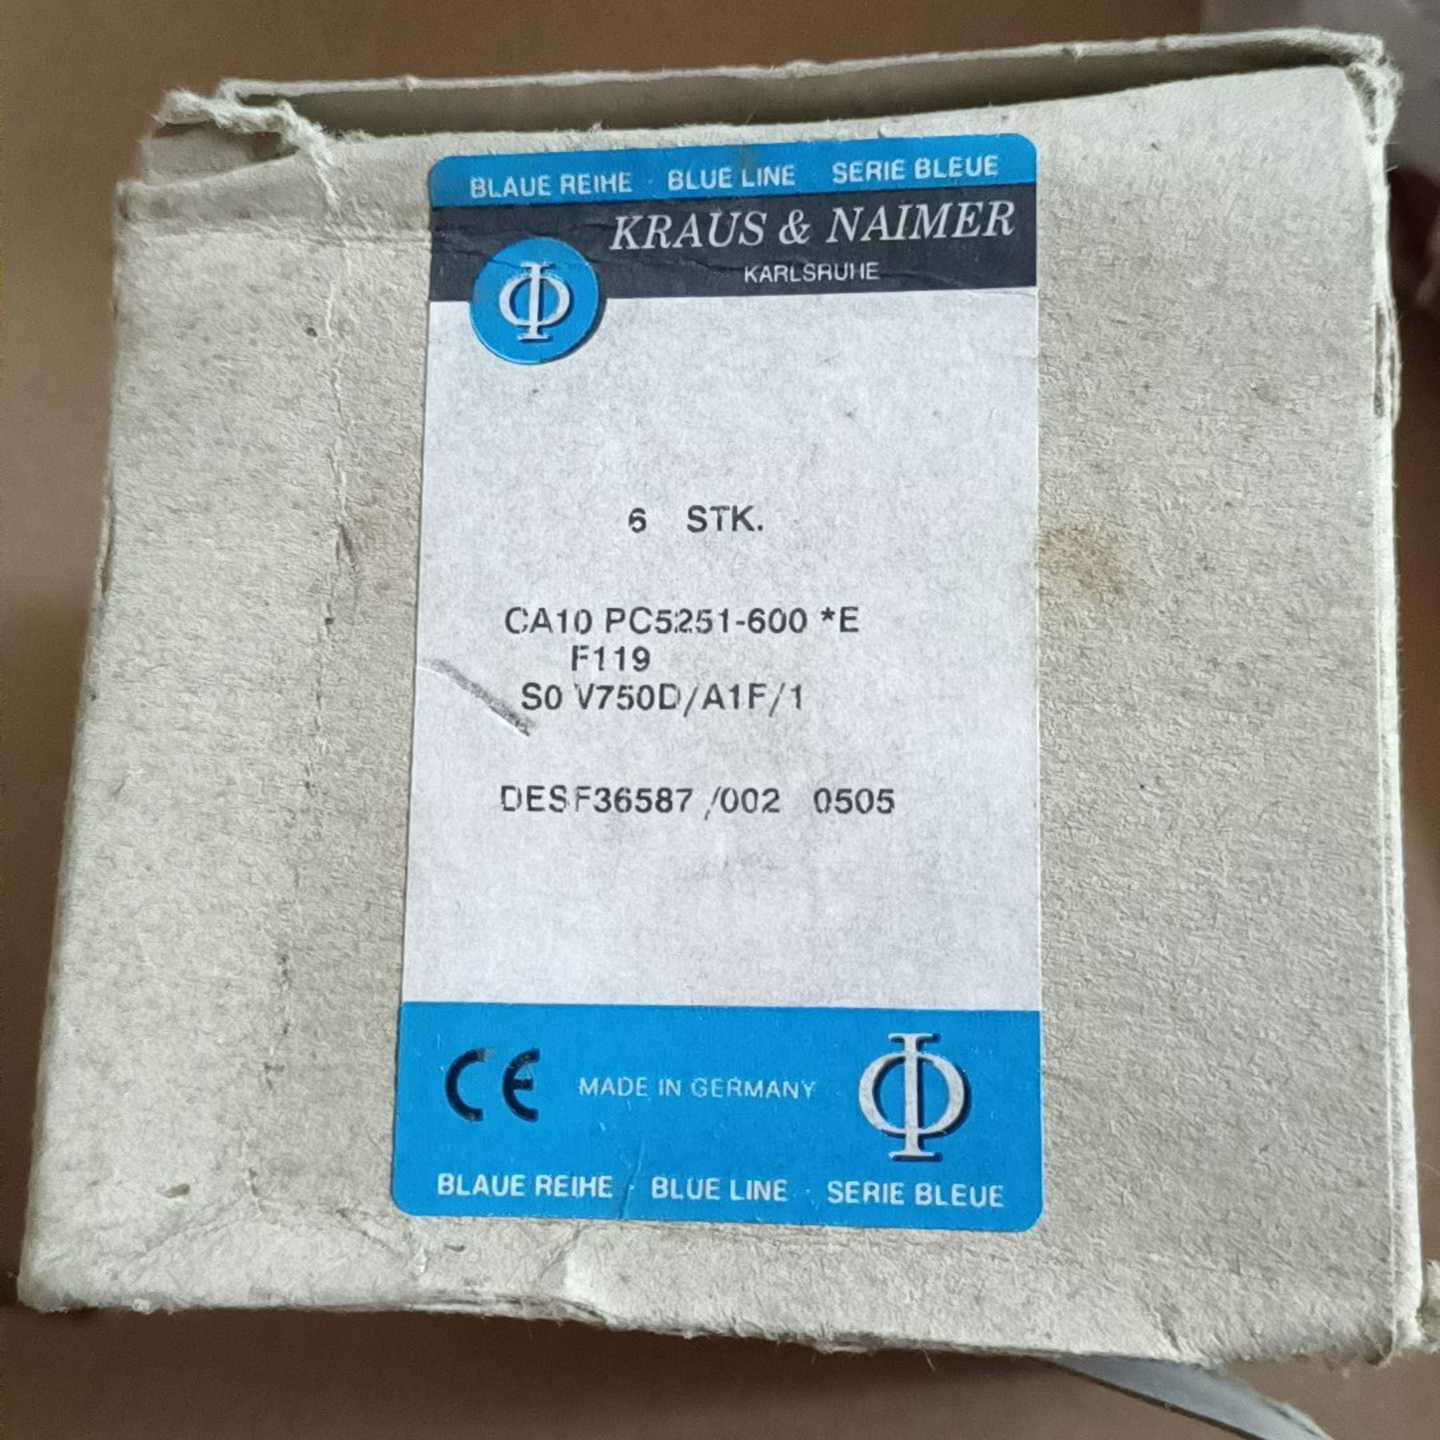 BLAUE REIHE · BLUE LINE · SERIE BLEUE
KRAUS & NAIMER
KARLSRUHE
6 STK.
CA10 PC5251-600 *E
F119
S0 V750D/A1F/1
DESF36587 /002 0505
CE MADE IN GERMANY
BLAUE REIHE · BLUE LINE · SERIE BLEUE